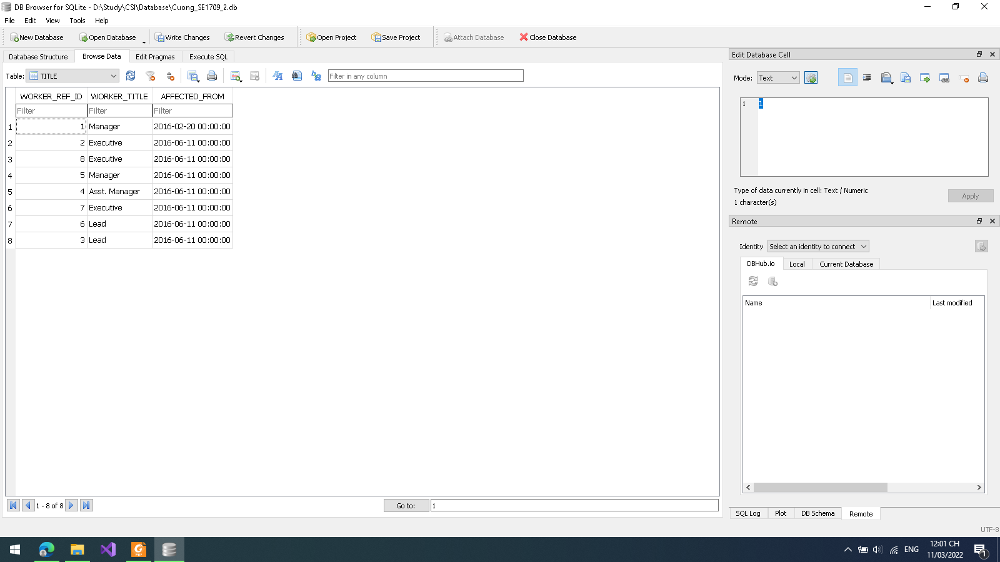 DB Browser for SQLite - D:\Study\CSI\Database\Cuong_SE1709_2.db
File Edit View Tools Help
New Database Open Database Write Changes Revert Changes Open Project Save Project Attach Database Close Database
Database Structure Browse Data Edit Pragmas Execute SQL
Table: TITLE Filter in any column
WORKER_REF_ID WORKER_TITLE AFFECTED_FROM
Filter Filter Filter
1 1 Manager 2016-02-20 00:00:00
2 2 Executive 2016-06-11 00:00:00
3 8 Executive 2016-06-11 00:00:00
4 5 Manager 2016-06-11 00:00:00
5 4 Asst. Manager 2016-06-11 00:00:00
6 7 Executive 2016-06-11 00:00:00
7 6 Lead 2016-06-11 00:00:00
8 3 Lead 2016-06-11 00:00:00
1 - 8 of 8 Go to: 1
Edit Database Cell
Mode: Text
1 1
Type of data currently in cell: Text / Numeric
1 character(s)
Apply
Remote
Identity Select an identity to connect
DBHub.io Local Current Database
Name Last modified
SQL Log Plot DB Schema Remote
UTF-8
ENG 12:01 CH
11/03/2022
1